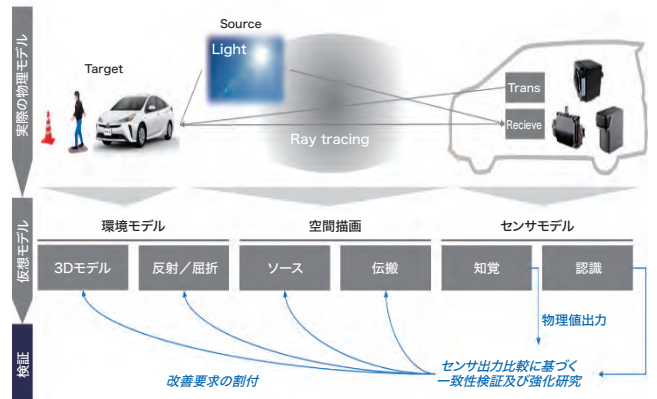 実際の物理モデル
Source
Light
Target
Trans
Recieve
Ray tracing
仮想モデル
環境モデル
空間描画
センサモデル
3Dモデル
反射／屈折
ソース
伝搬
知覚
認識
物理値出力
検証
改善要求の割付
センサ出力比較に基づく
一致性検証及び強化研究